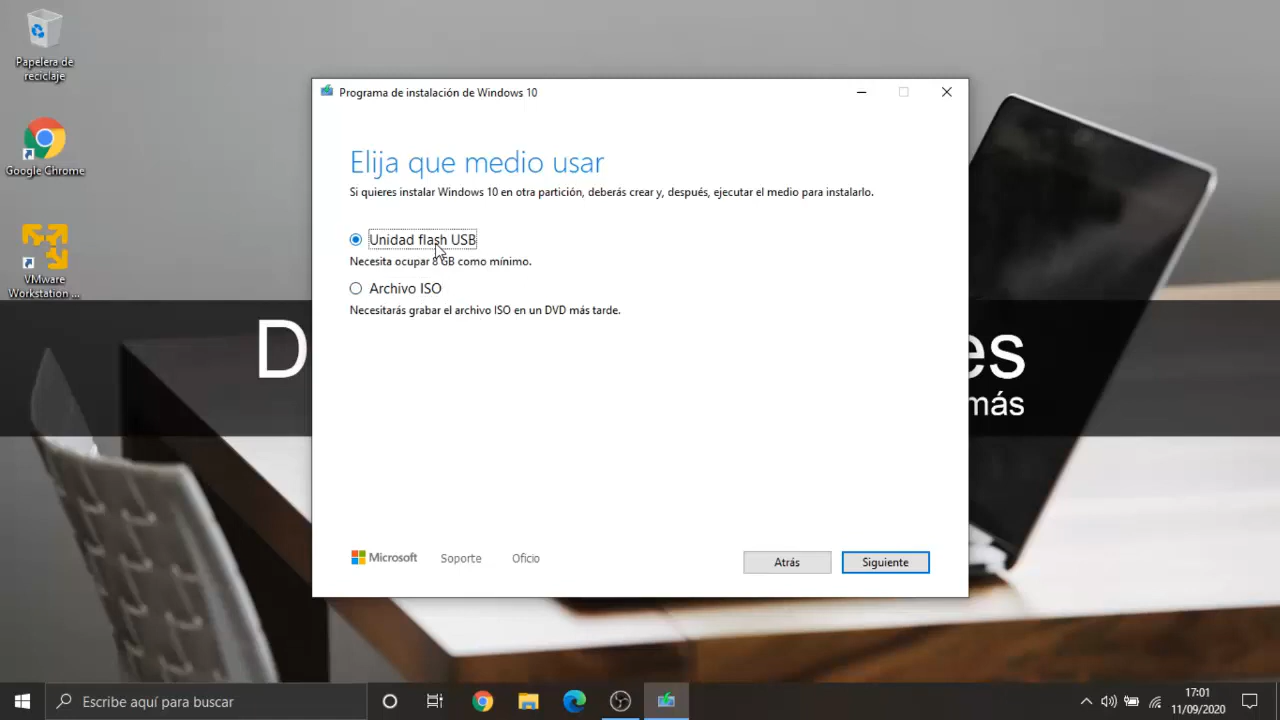 Papelera de
reciclaje
Google Chrome
VMware
Workstation ...
Programa de instalación de Windows 10
Elija que medio usar
Si quieres instalar Windows 10 en otra partición, deberás crear y, después, ejecutar el medio para instalarlo.
Unidad flash USB
Necesita ocupar 8 GB como mínimo.
Archivo ISO
Necesitarás grabar el archivo ISO en un DVD más tarde.
D
es
más
Microsoft
Soporte
Oficio
Atrás
Siguiente
Escribe aquí para buscar
17:01
11/09/2020